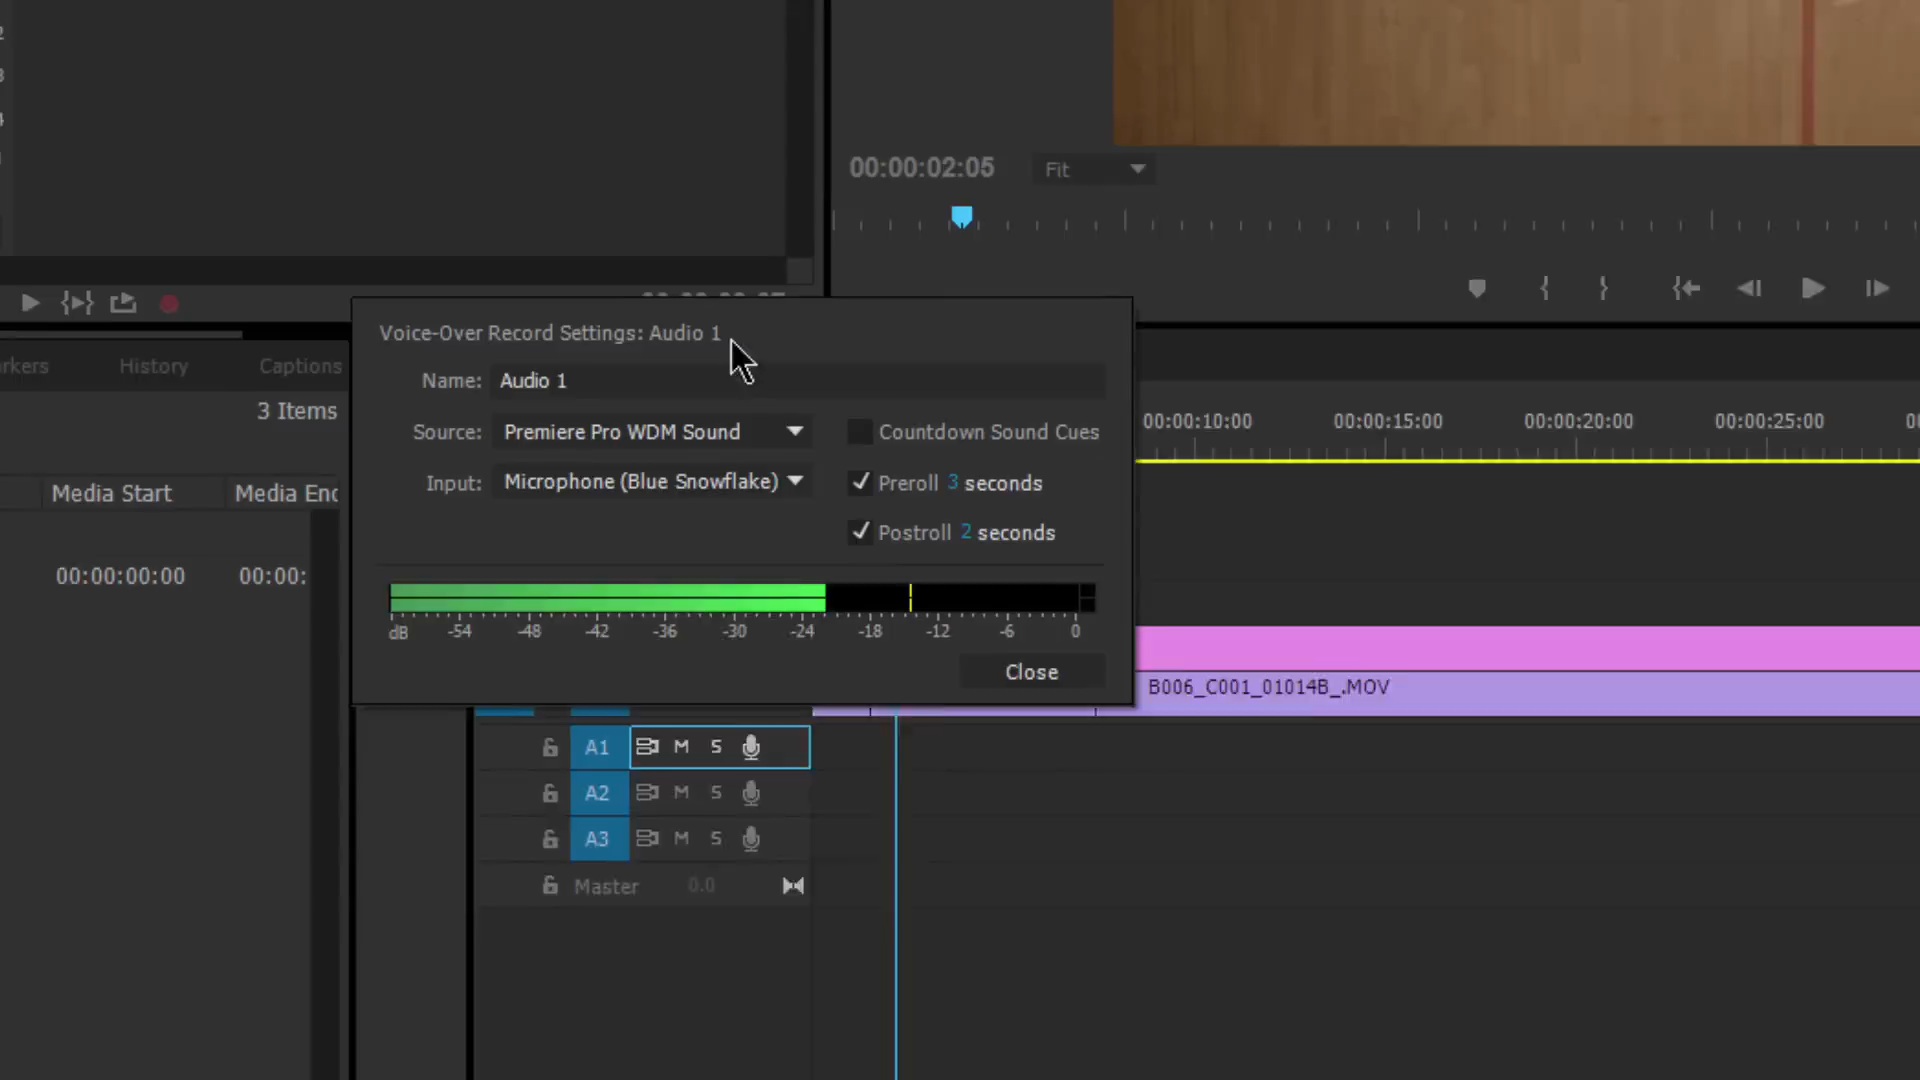 00:00:02:05 Fit
Voice-Over Record Settings: Audio 1
Name: Audio 1
Source: Premiere Pro WDM Sound
Countdown Sound Cues
Input: Microphone (Blue Snowflake)
Preroll 3 seconds
Postroll 2 seconds
dB -54 -48 -42 -36 -30 -24 -18 -12 -6 0
Close
History Captions
3 Items
Media Start
00:00:00:00 00:00:
00:00:10:00 00:00:15:00 00:00:20:00 00:00:25:00
B006_C001_01014B_.MOV
A1 M S
A2 M S
A3 M S
Master 0.0